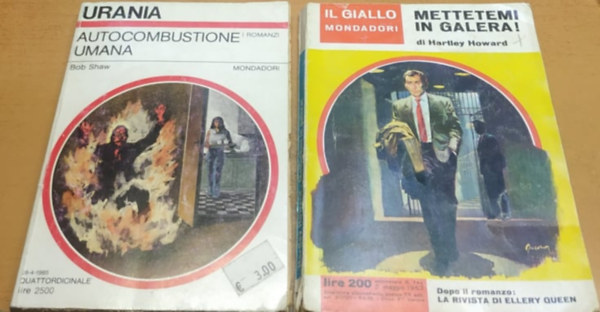 URANIA
AUTOCOMBUSTIONE
UMANA
I ROMANZI
Bob Shaw
MONDADORI
QUATTORDICINALE
lire 2500
€ 3,00
IL GIALLO
MONDADORI
METTETEMI
IN GALERA!
di Hartley Howard
lire 200
Dopo il romanzo:
LA RIVISTA DI ELLERY QUEEN